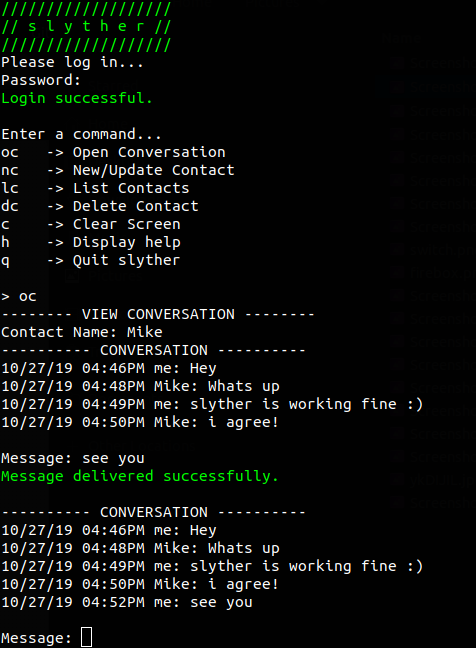 ///////////////////
// s l y t h e r //
///////////////////
Please log in...
Password:
Login successful.
Enter a command...
oc   -> Open Conversation
nc   -> New/Update Contact
lc   -> List Contacts
dc   -> Delete Contact
c    -> Clear Screen
h    -> Display help
q    -> Quit slyther
> oc
-------- VIEW CONVERSATION --------
Contact Name: Mike
---------- CONVERSATION ----------
10/27/19 04:46PM me: Hey
10/27/19 04:48PM Mike: Whats up
10/27/19 04:49PM me: slyther is working fine :)
10/27/19 04:50PM Mike: i agree!
Message: see you
Message delivered successfully.
---------- CONVERSATION ----------
10/27/19 04:46PM me: Hey
10/27/19 04:48PM Mike: Whats up
10/27/19 04:49PM me: slyther is working fine :)
10/27/19 04:50PM Mike: i agree!
10/27/19 04:52PM me: see you
Message: